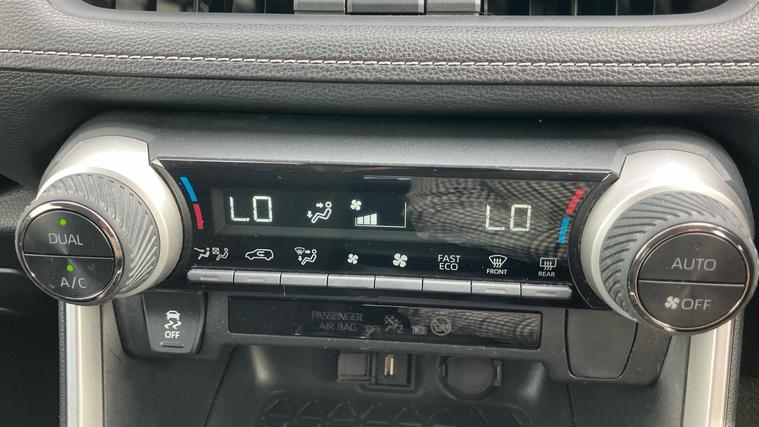 LO
LO
DUAL
A/C
FAST
ECO
FRONT
REAR
AUTO
OFF
OFF
PASSENGER
AIR BAG